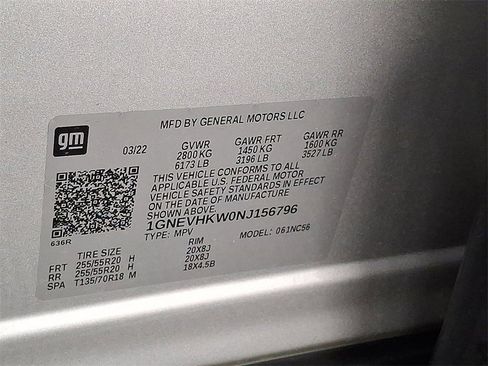 MFD BY GENERAL MOTORS LLC
gm
03/22 GVWR GAWR FRT GAWR RR
2800 KG 1450 KG 1600 KG
6173 LB 3196 LB 3527 LB
THIS VEHICLE CONFORMS TO ALL
APPLICABLE U.S. FEDERAL MOTOR
VEHICLE SAFETY STANDARDS IN EFFECT
ON THE DATE OF MANUFACTURE
SHOWN ABOVE.
1GNEVHKW0NJ156796
636R
TYPE: MPV MODEL: 061NC56
TIRE SIZE RIM
FRT 255/55R20 H 20X8J
RR 255/55R20 H 20X8J
SPA T135/70R18 M 18X4.5B